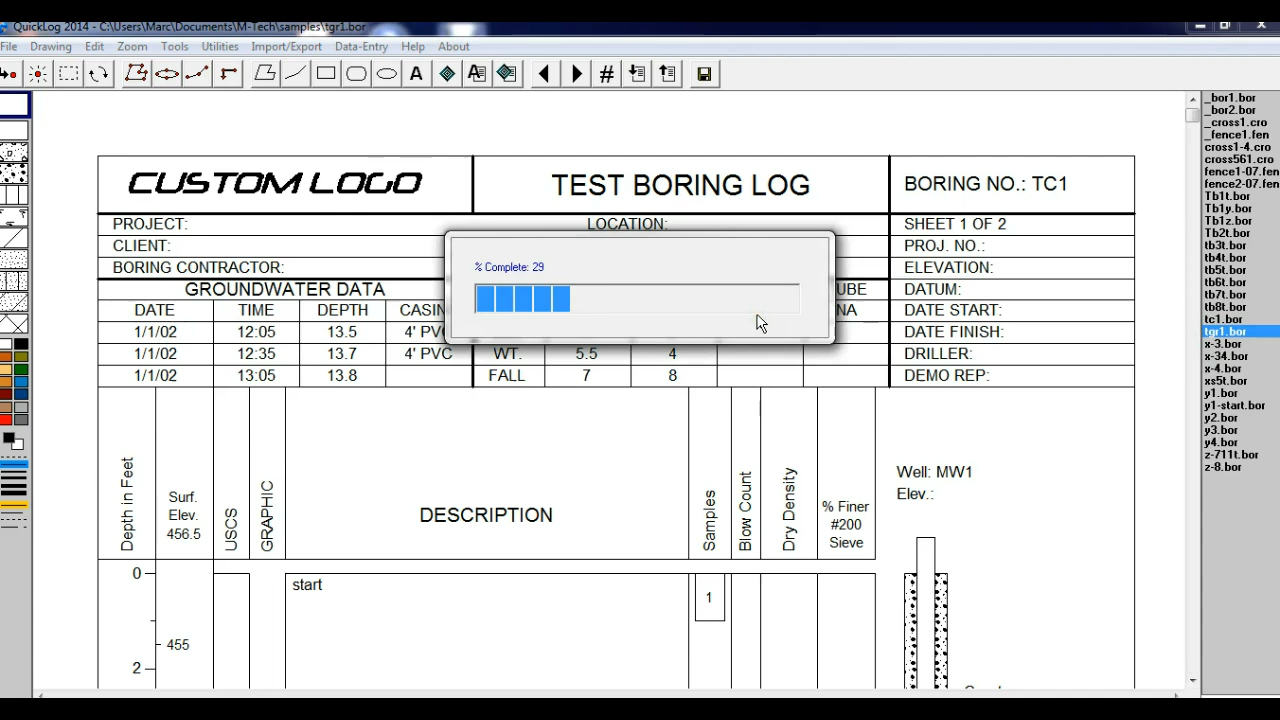 QuickLog 2014 - C:\Users\Marc\Documents\M-Tech\samples\tgr1.bor
File Drawing Edit Zoom Tools Utilities Import/Export Data-Entry Help About
CUSTOM LOGO
TEST BORING LOG
BORING NO.: TC1
PROJECT:
LOCATION:
SHEET 1 OF 2
CLIENT:
PROJ. NO.:
BORING CONTRACTOR:
ELEVATION:
GROUNDWATER DATA
UBE
DATUM:
DATE TIME DEPTH CASIN
NA
DATE START:
1/1/02 12:05 13.5 4' PVC
DATE FINISH:
1/1/02 12:35 13.7 4' PVC WT. 5.5 4
DRILLER:
1/1/02 13:05 13.8 FALL 7 8
DEMO REP:
% Complete: 29
Depth in Feet
Surf.
Elev.
456.5
USCS
GRAPHIC
DESCRIPTION
Samples
Blow Count
Dry Density
% Finer
#200
Sieve
Well: MW1
Elev.:
0
start
1
455
2
_bor1.bor
_bor2.bor
_cross1.cro
_fence1.fen
cross1-4.cro
cross561.cro
fence1-07.fen
fence2-07.fen
Tb1t.bor
Tb1y.bor
Tb1z.bor
Tb2t.bor
tb3t.bor
tb4t.bor
tb5t.bor
tb6t.bor
tb7t.bor
tb8t.bor
tc1.bor
tgr1.bor
x-3.bor
x-34.bor
x-4.bor
xs5t.bor
y1.bor
y1-start.bor
y2.bor
y3.bor
y4.bor
z-711t.bor
z-8.bor